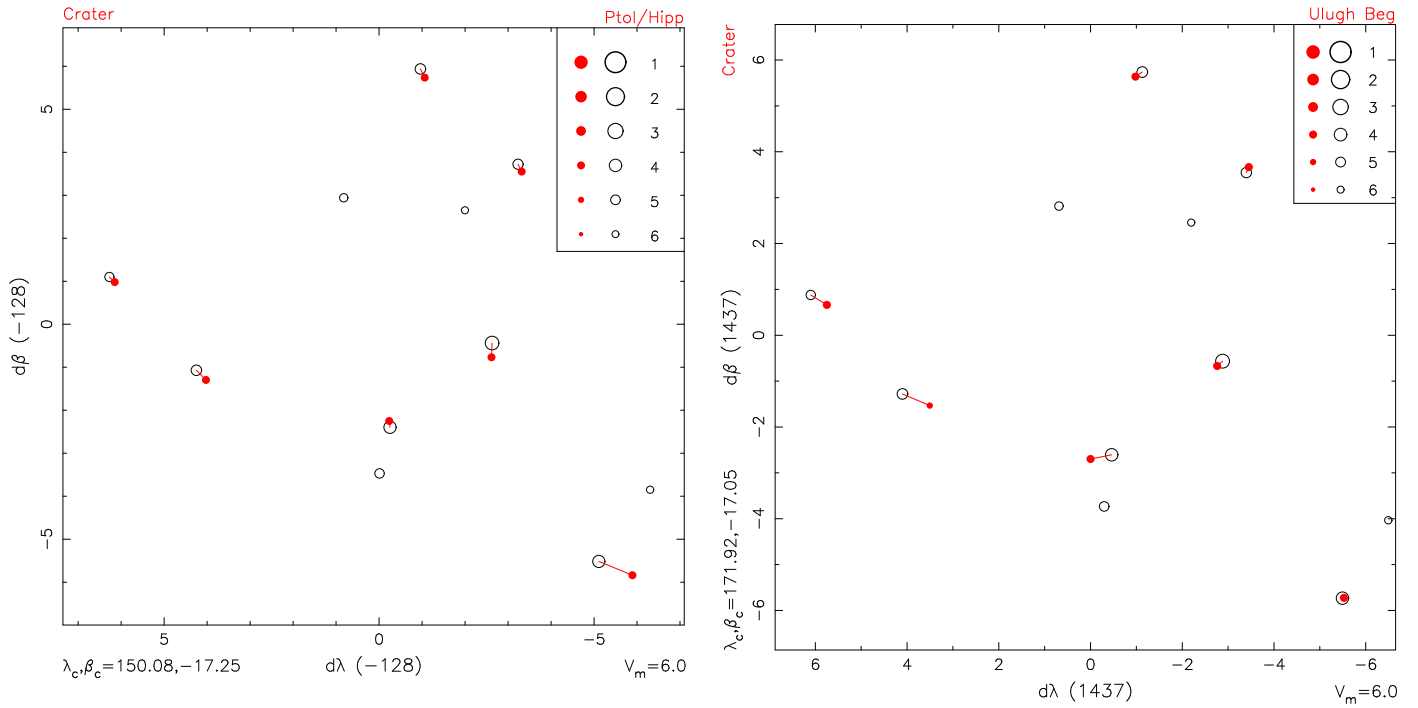 Crater
Ptol/Hipp
1
2
3
4
5
6
5
0
-5
dβ (-128)
5
0
-5
λc,βc=150.08,-17.25
dλ (-128)
Vm=6.0
Ulugh Beg
Crater
1
2
3
4
5
6
6
4
2
0
-2
-4
-6
dβ (1437)
λc,βc=171.92,-17.05
6
4
2
0
-2
-4
-6
dλ (1437)
Vm=6.0